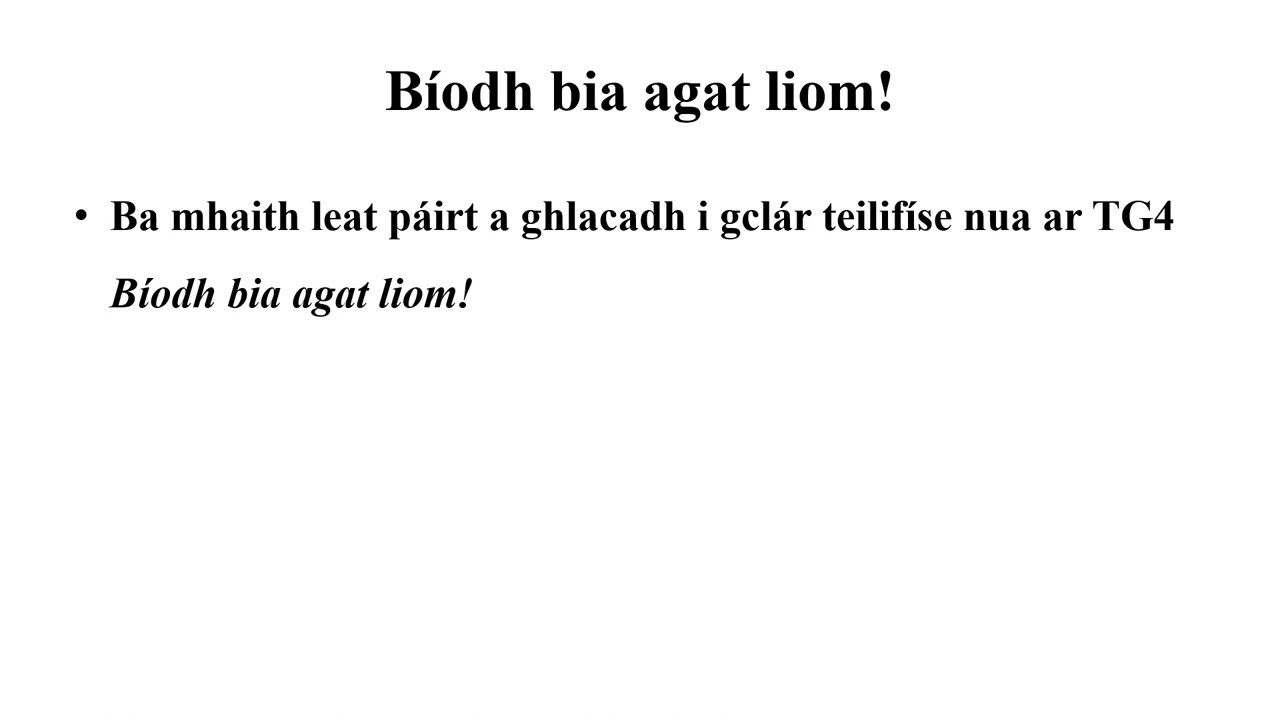 Bíodh bia agat liom!
• Ba mhaith leat páirt a ghlacadh i gclár teilifíse nua ar TG4
Bíodh bia agat liom!